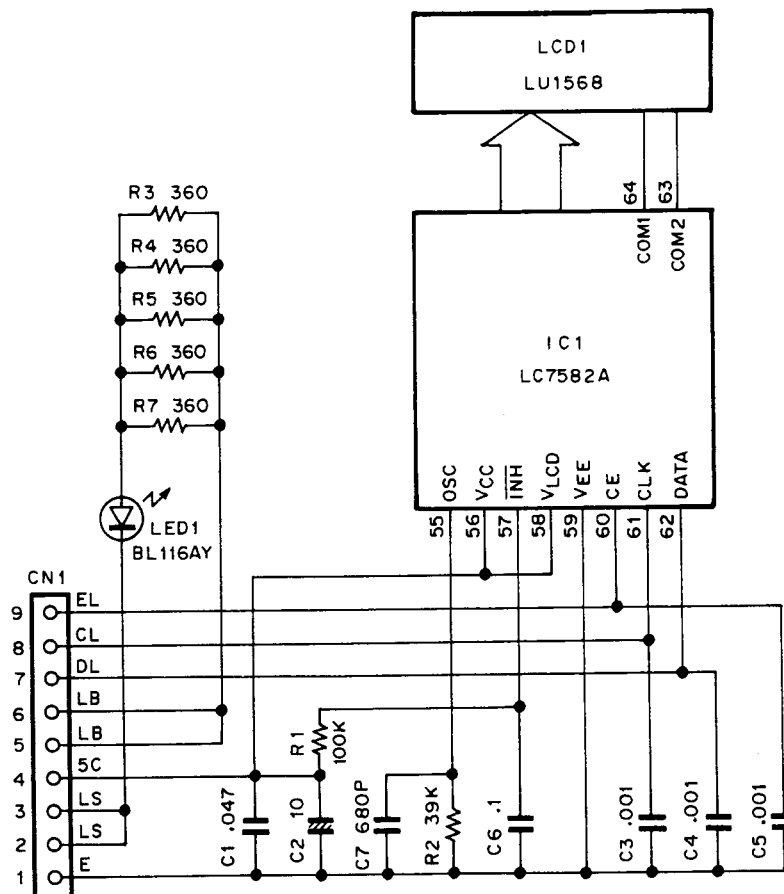 LCD1
LU1568
64
63
COM1
COM2
R3 360
R4 360
R5 360
R6 360
R7 360
IC1
LC7582A
OSC
VCC
INH
VLCD
VEE
CE
CLK
DATA
55
56
57
58
59
60
61
62
LED1
BL116AY
CN1
9 EL
8 CL
7 DL
6 LB
5 LB
4 5C
3 LS
2 LS
1 E
R1 100K
C1 .047
C2 10
C7 680P
R2 39K
C6 .1
C3 .001
C4 .001
C5 .001